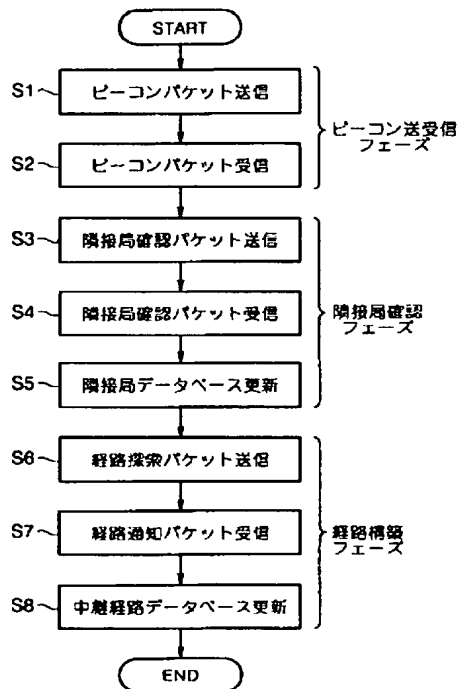 START
S1
ビーコンパケット送信
S2
ビーコンパケット受信
ビーコン送受信
フェーズ
S3
隣接局確認パケット送信
S4
隣接局確認パケット受信
S5
隣接局データベース更新
隣接局確認
フェーズ
S6
経路探索パケット送信
S7
経路通知パケット受信
S8
中継経路データベース更新
経路構築
フェーズ
END